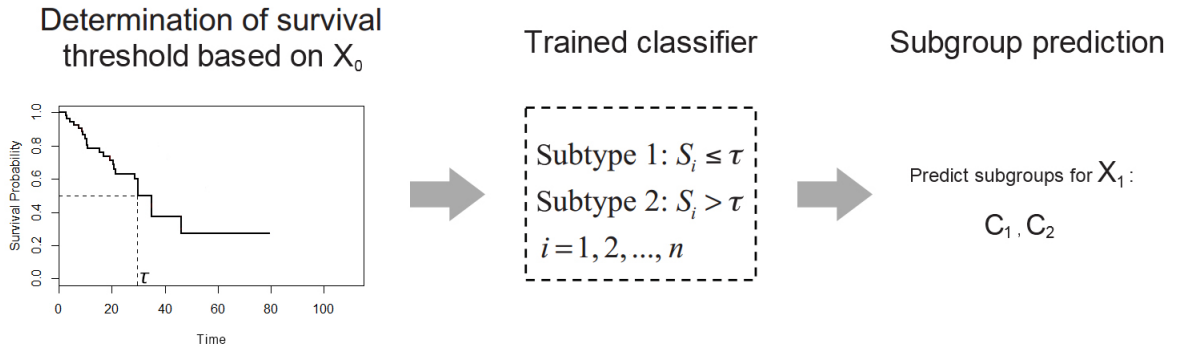 Determination of survival
threshold based on X₀
Trained classifier
Subgroup prediction
Survival Probability
1.0
0.8
0.6
0.4
0.2
0.0
τ
0 20 40 60 80 100
Time
Subtype 1: Sᵢ ≤ τ
Subtype 2: Sᵢ > τ
i = 1, 2, ..., n
Predict subgroups for X₁ :
C₁ , C₂